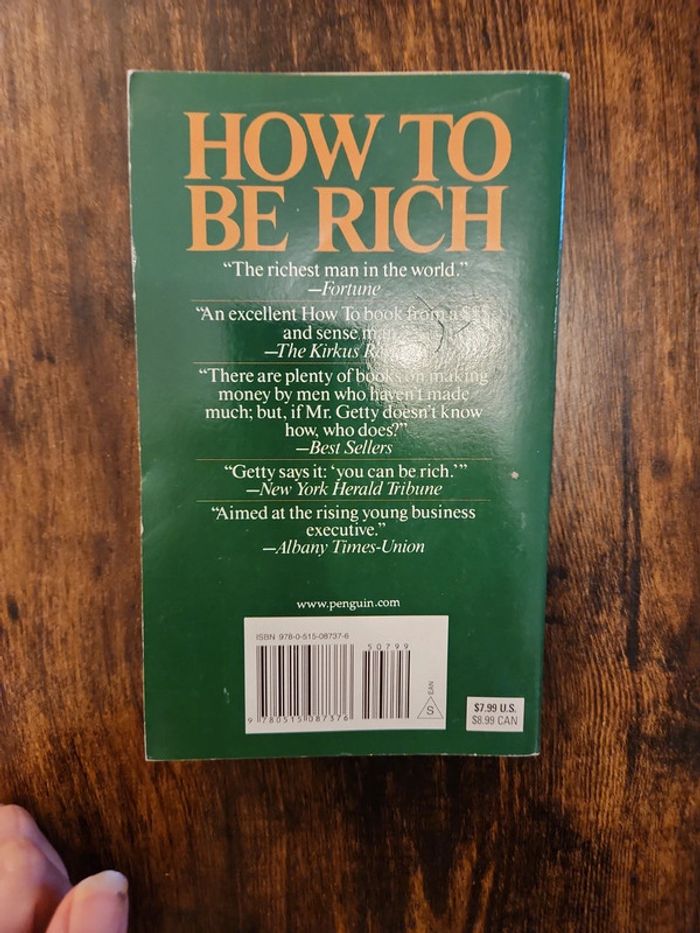 HOW TO
BE RICH
“The richest man in the world.”
—Fortune
“An excellent How To book from a
and sense
—The Kirkus
“There are plenty of books on making
money by men who haven't made
much; but, if Mr. Getty doesn't know
how, who does?”
—Best Sellers
“Getty says it: ‘you can be rich.’”
—New York Herald Tribune
“Aimed at the rising young business
executive.”
—Albany Times-Union
www.penguin.com
ISBN 978-0-515-08737-6
50799
9 780515 087376
EAN
S
$7.99 U.S.
$8.99 CAN